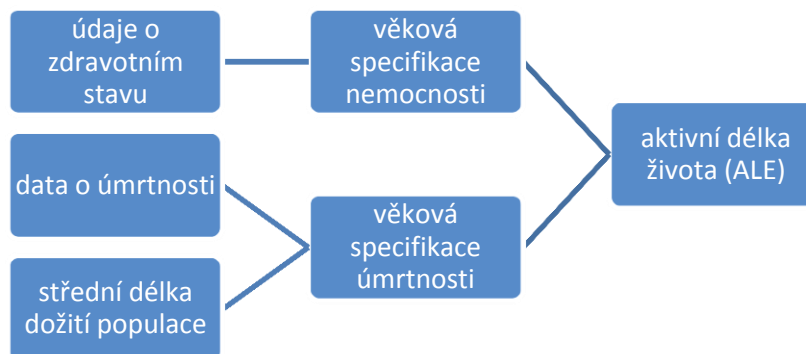 údaje o
zdravotním
stavu
věková
specifikace
nemocnosti
data o úmrtnosti
věková
specifikace
úmrtnosti
střední délka
dožití populace
aktivní délka
života (ALE)